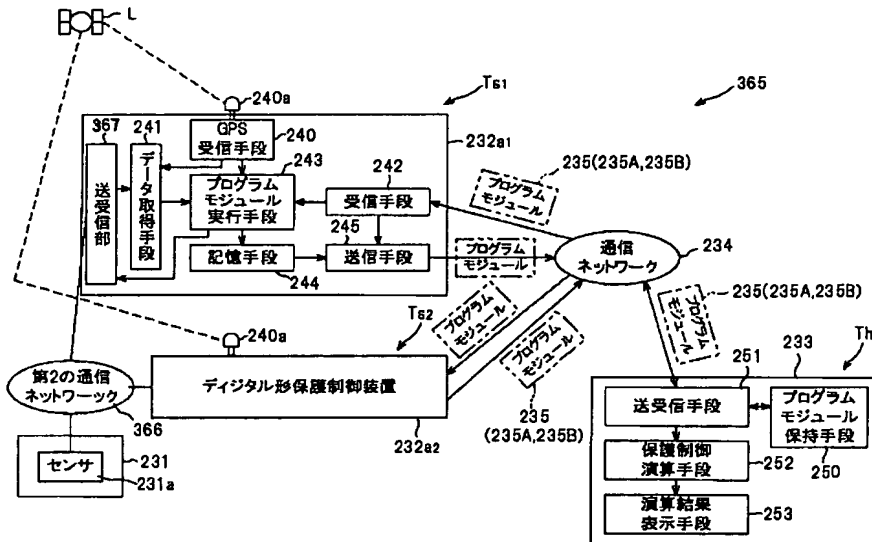 L
240a
Ts1
365
367
241
GPS
受信手段
240
243
232a1
送受信部
データ取得手段
プログラム
モジュール
実行手段
242
受信手段
235(235A,235B)
プログラム
モジュール
245
記憶手段
244
送信手段
プログラム
モジュール
通信
ネットワーク
234
235(235A,235B)
プログラム
モジュール
240a
Ts2
プログラム
モジュール
プログラム
モジュール
235
(235A,235B)
ディジタル形保護制御装置
232a2
第2の通信
ネットワーック
366
センサ
231
231a
233
Th
251
送受信手段
プログラム
モジュール
保持手段
250
保護制御
演算手段
252
演算結果
表示手段
253